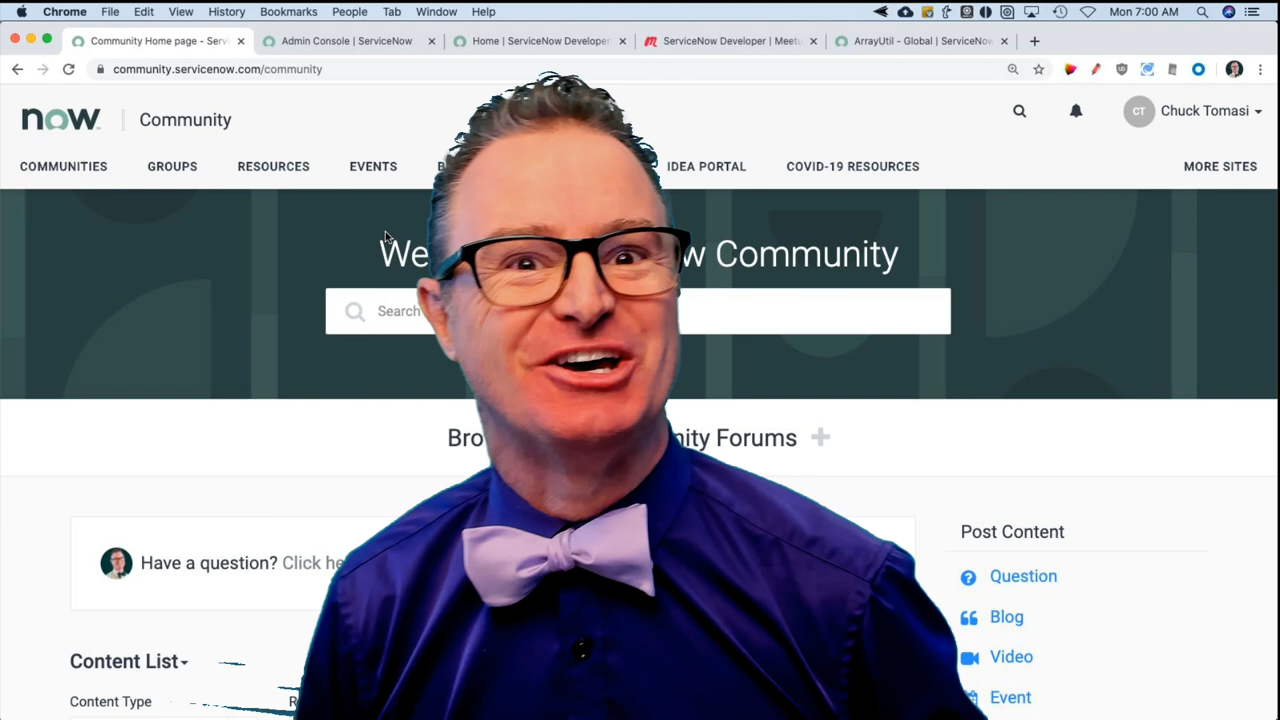 Chrome File Edit View History Bookmarks People Tab Window Help Mon 7:00 AM
Community Home page - Servi Admin Console | ServiceNow Home | ServiceNow Developer ServiceNow Developer | Meetu ArrayUtil - Global | ServiceNow
community.servicenow.com/community
now Community CT Chuck Tomasi
COMMUNITIES GROUPS RESOURCES EVENTS B IDEA PORTAL COVID-19 RESOURCES MORE SITES
We w Community
Search
Bro nity Forums
Post Content
Have a question? Click he
Question
Blog
Video
Event
Content List
Content Type R